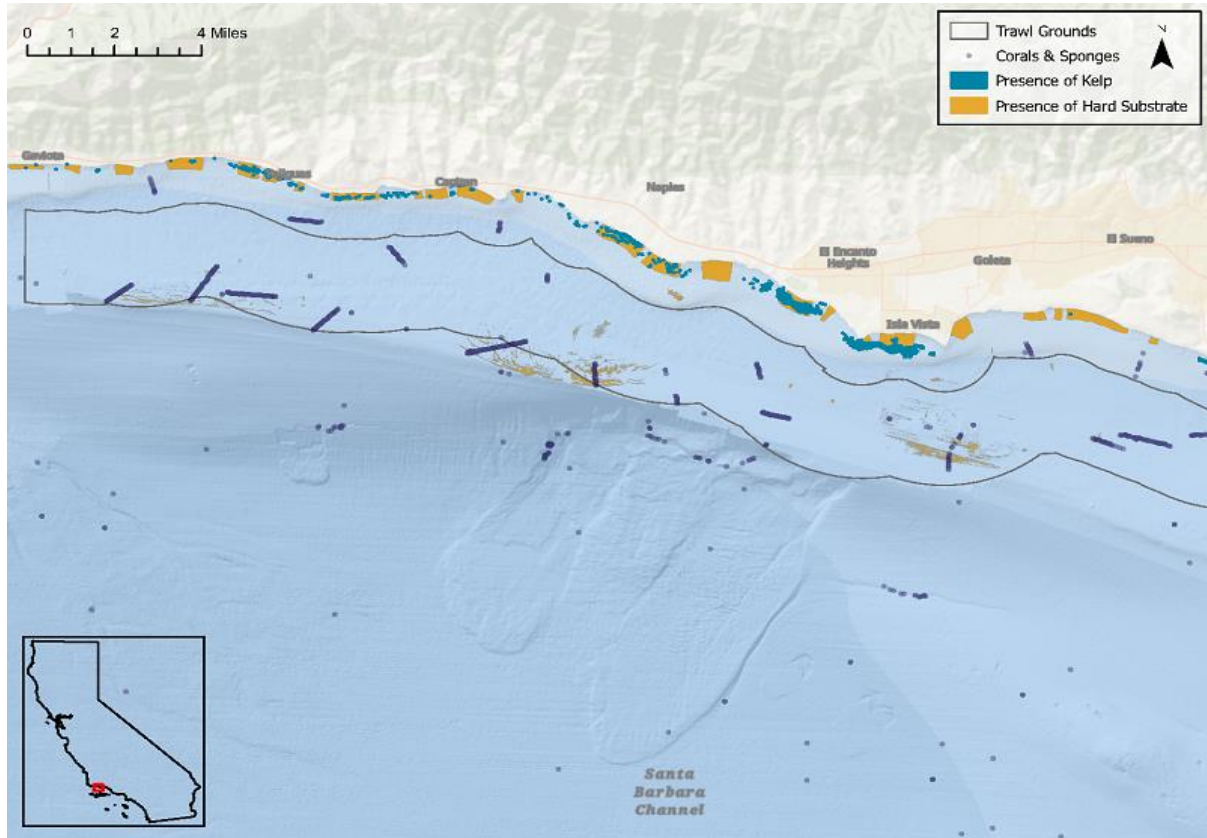 0 1 2 4 Miles
Trawl Grounds
Corals & Sponges
Presence of Kelp
Presence of Hard Substrate
N
Gaviota
Capitan
Naples
El Encanto
Heights
El Sueno
Goleta
Isla Vista
Santa
Barbara
Channel